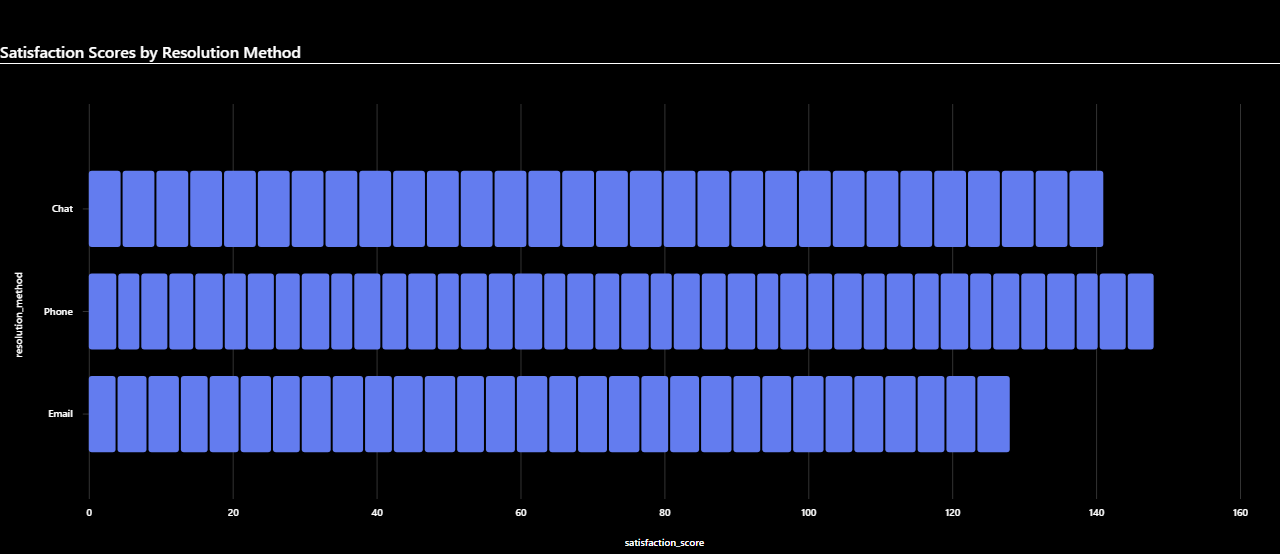 Satisfaction Scores by Resolution Method
Chat
Phone
Email
resolution_method
0 20 40 60 80 100 120 140 160
satisfaction_score